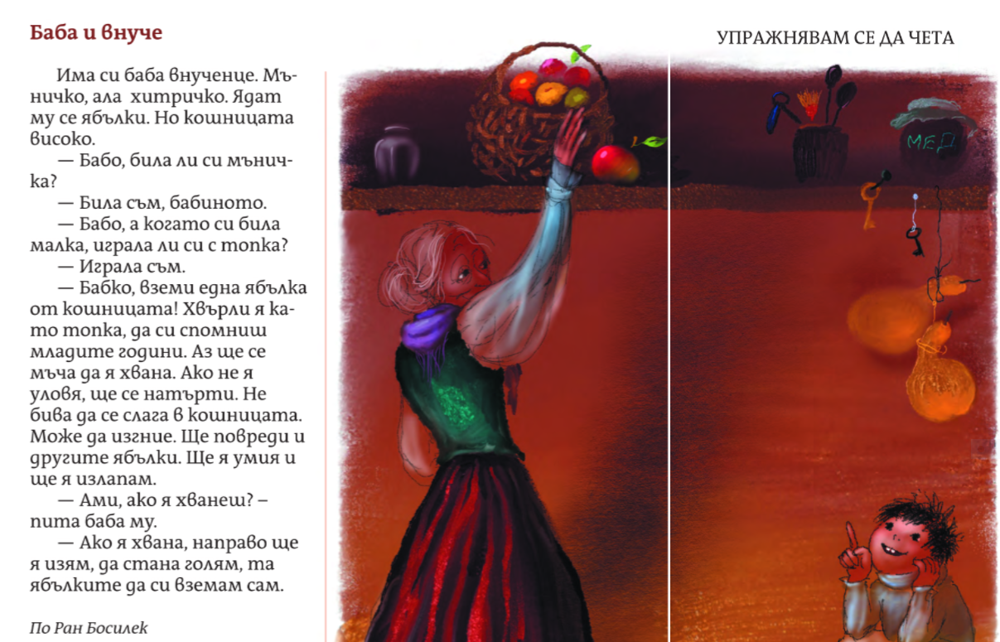 Баба и внуче
УПРАЖНЯВАМ СЕ ДА ЧЕТА
Има си баба внученце. Мъ-
ничко, ала хитричко. Ядат
му се ябълки. Но кошницата
високо.
— Бабо, била ли си мънич-
ка?
— Била съм, бабиното.
— Бабо, а когато си била
малка, играла ли си с топка?
— Играла съм.
— Бабко, вземи една ябълка
от кошницата! Хвърли я ка-
то топка, да си спомниш
младите години. Аз ще се
мъча да я хвана. Ако не я
уловя, ще се натърти. Не
бива да се слага в кошницата.
Може да изгние. Ще повреди и
другите ябълки. Ще я умия и
ще я излапам.
— Ами, ако я хванеш? –
пита баба му.
— Ако я хвана, направо ще
я изям, да стана голям, та
ябълките да си вземам сам.
По Ран Босилек
МЕД